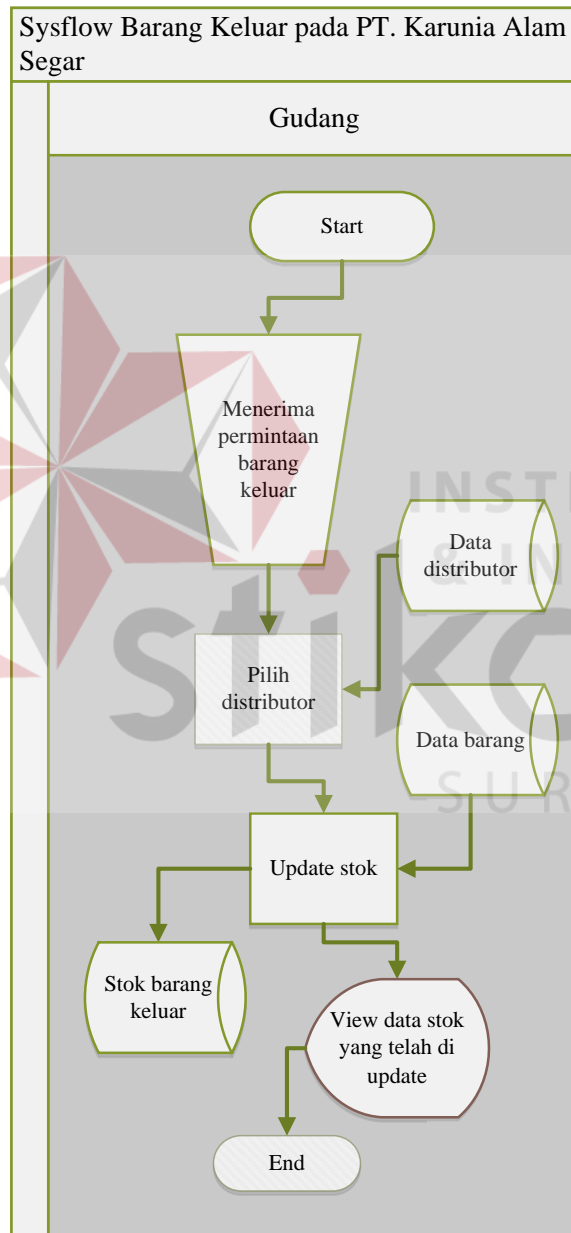 Sysflow Barang Keluar pada PT. Karunia Alam
Segar
Gudang
Start
Menerima
permintaan
barang
keluar
Data
distributor
Pilih
distributor
Data barang
Update stok
Stok barang
keluar
View data stok
yang telah di
update
End